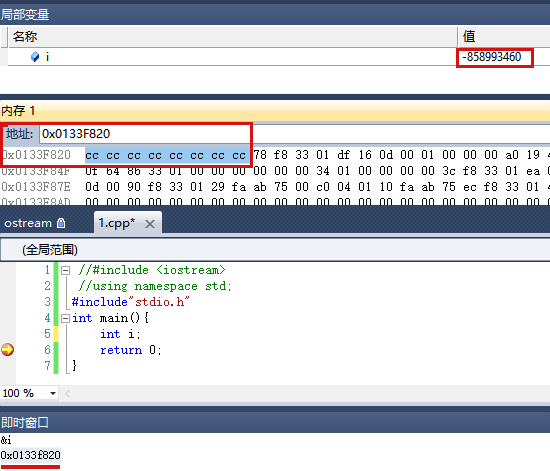 局部变量
名称 值
i -858993460
内存 1
地址: 0x0133F820
0x0133F820 cc cc cc cc cc cc cc cc 78 f8 33 01 df 16 0d 00 01 00 00 00 a0 19
0x0133F84F 0f 64 86 33 01 00 00 00 00 00 00 34 01 00 00 00 3c f8 33 01 ea
0x0133F87E 0d 00 90 f8 33 01 29 fa ab 75 00 c0 04 01 10 fa ab 75 ec f8 33 01
0x0133F8AD
ostream 1.cpp*
(全局范围)
1 //#include <iostream>
2 //using namespace std;
3 #include"stdio.h"
4 int main(){
5 int i;
6 return 0;
7 }
100 %
即时窗口
&i
0x0133f820